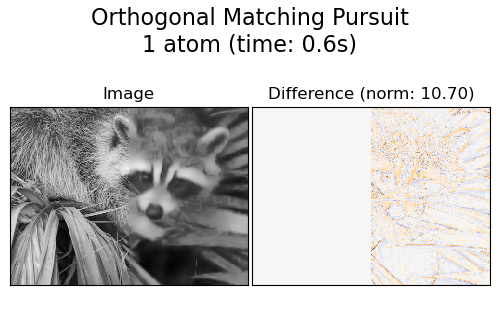 Orthogonal Matching Pursuit
1 atom (time: 0.6s)
Image
Difference (norm: 10.70)